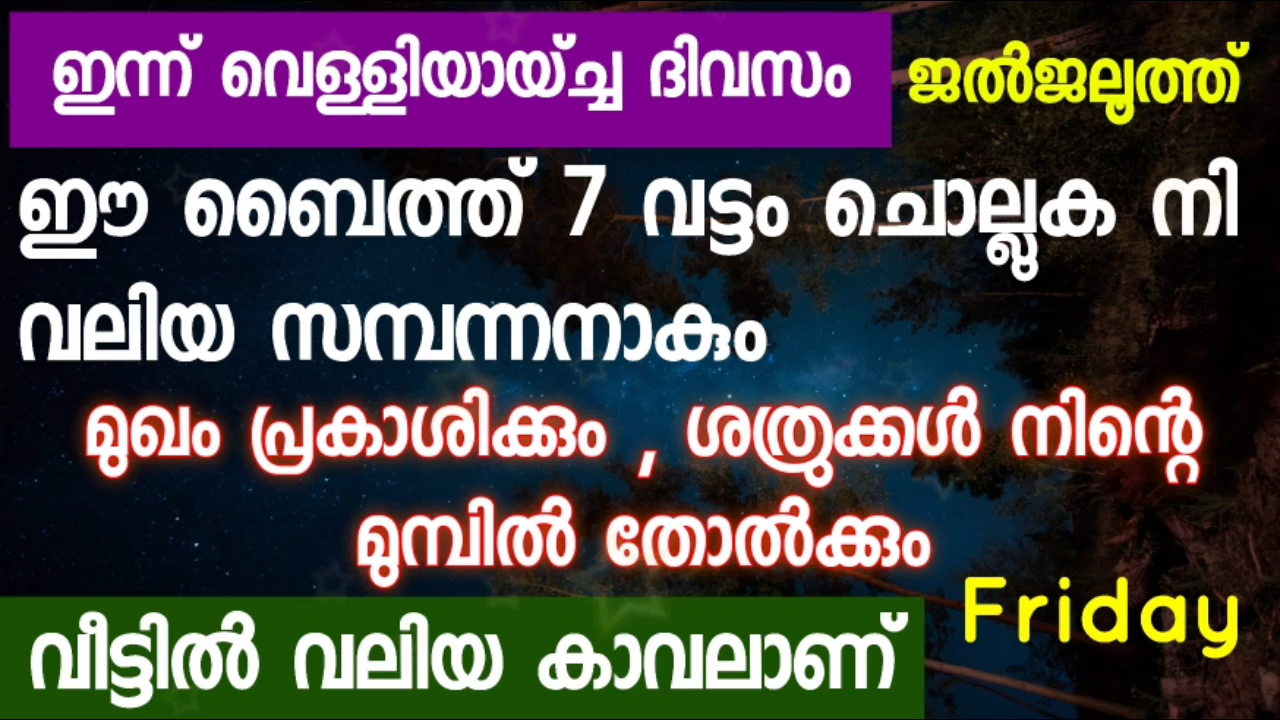 ഇന്ന് വെള്ളിയായ്ച്ച ദിവസം
ജൽജലൂത്ത്
ഈ ബൈത്ത് 7 വട്ടം ചൊല്ലുക നി
വലിയ സമ്പന്നനാകും
മുഖം പ്രകാശിക്കും , ശത്രുക്കൾ നിന്റെ
മുമ്പിൽ തോൽക്കും
Friday
വീട്ടിൽ വലിയ കാവലാണ്